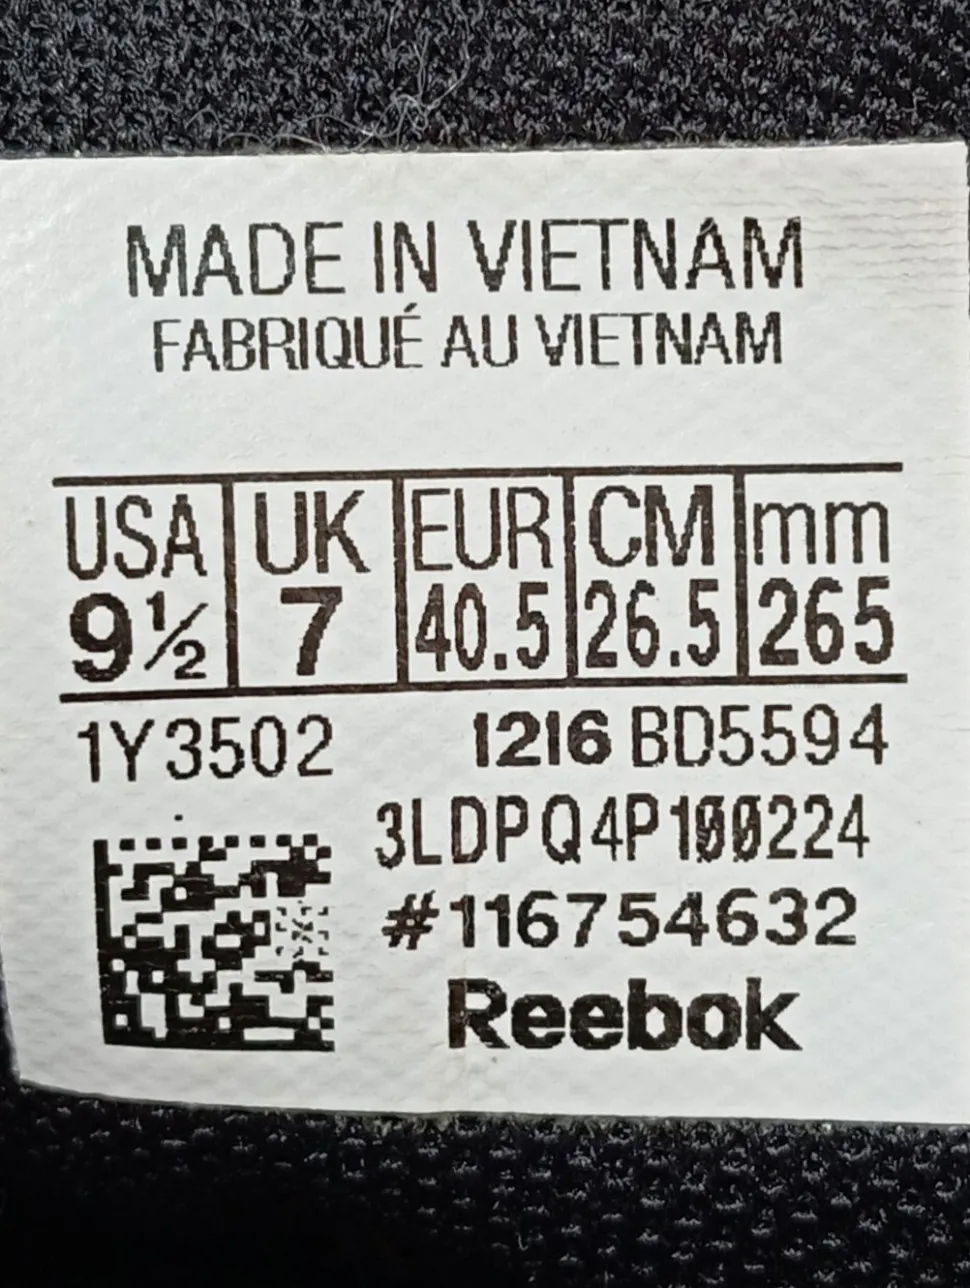 MADE IN VIETNAM
FABRIQUÉ AU VIETNAM
USA UK EUR CM mm
9½ 7 40.5 26.5 265
1Y3502 1216 BD5594
3LDPQ4P100224
#116754632
Reebok